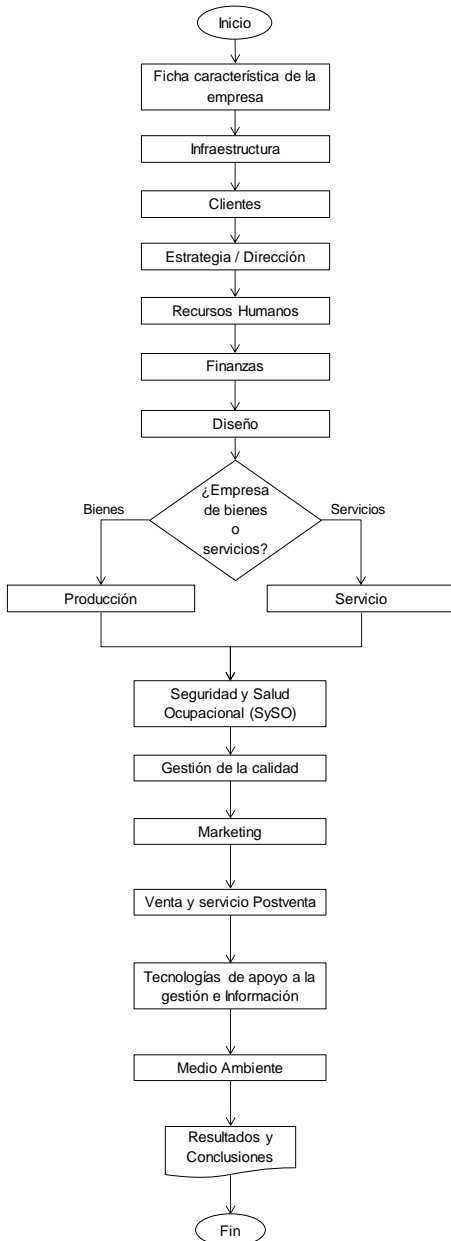 Inicio
Ficha característica de la
empresa
Infraestructura
Clientes
Estrategia / Dirección
Recursos Humanos
Finanzas
Diseño
¿Empresa
de bienes
o
servicios?
Bienes
Servicios
Producción
Servicio
Seguridad y Salud
Ocupacional (SySO)
Gestión de la calidad
Marketing
Venta y servicio Postventa
Tecnologías de apoyo a la
gestión e Información
Medio Ambiente
Resultados y
Conclusiones
Fin